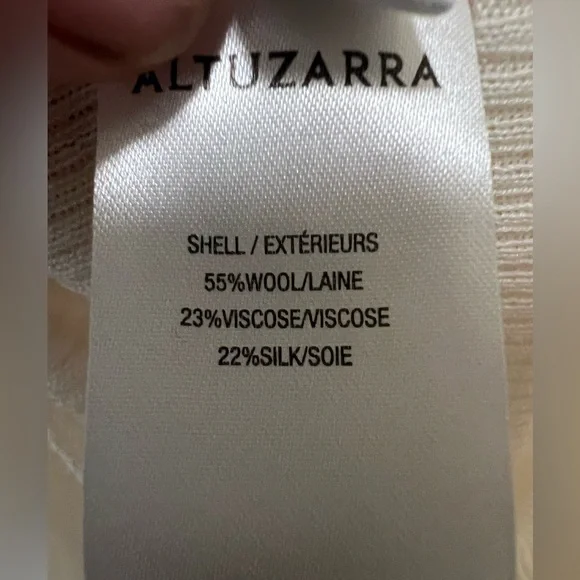 ALTUZARRA
SHELL / EXTÉRIEURS
55%WOOL/LAINE
23%VISCOSE/VISCOSE
22%SILK/SOIE